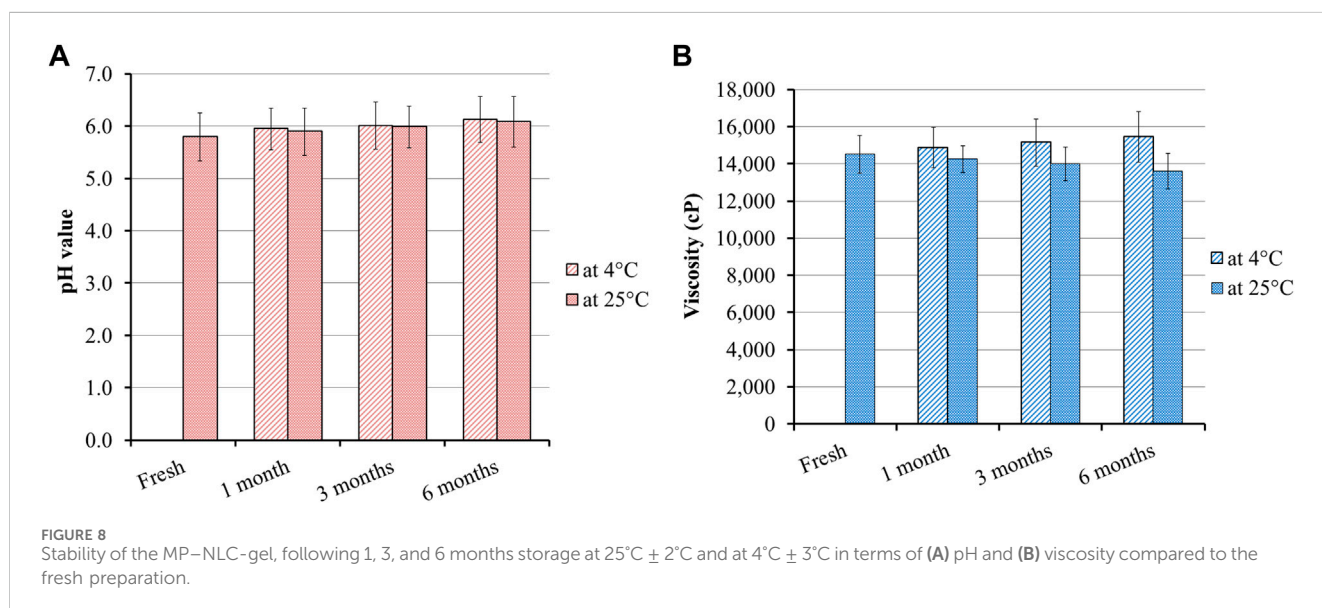 A
7.0
6.0
5.0
4.0
3.0
2.0
1.0
0.0
pH value
Fresh
1 month
3 months
6 months
at 4°C
at 25°C
B
18,000
16,000
14,000
12,000
10,000
8,000
6,000
4,000
2,000
0
Viscosity (cP)
Fresh
1 month
3 months
6 months
at 4°C
at 25°C
FIGURE 8
Stability of the MP–NLC-gel, following 1, 3, and 6 months storage at 25°C ± 2°C and at 4°C ± 3°C in terms of (A) pH and (B) viscosity compared to the
fresh preparation.